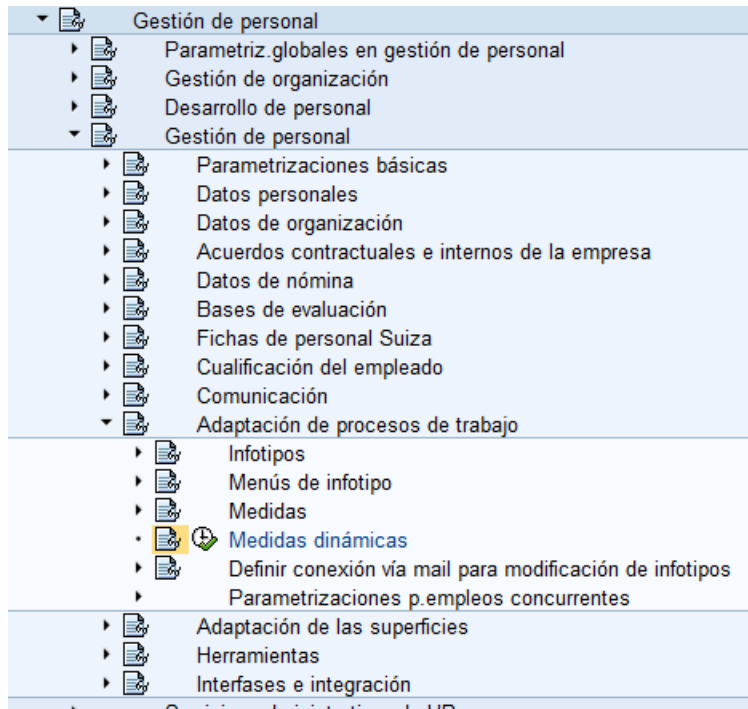 Gestión de personal
Parametriz.globales en gestión de personal
Gestión de organización
Desarrollo de personal
Gestión de personal
Parametrizaciones básicas
Datos personales
Datos de organización
Acuerdos contractuales e internos de la empresa
Datos de nómina
Bases de evaluación
Fichas de personal Suiza
Cualificación del empleado
Comunicación
Adaptación de procesos de trabajo
Infotipos
Menús de infotipo
Medidas
Medidas dinámicas
Definir conexión vía mail para modificación de infotipos
Parametrizaciones p.empleos concurrentes
Adaptación de las superficies
Herramientas
Interfases e integración